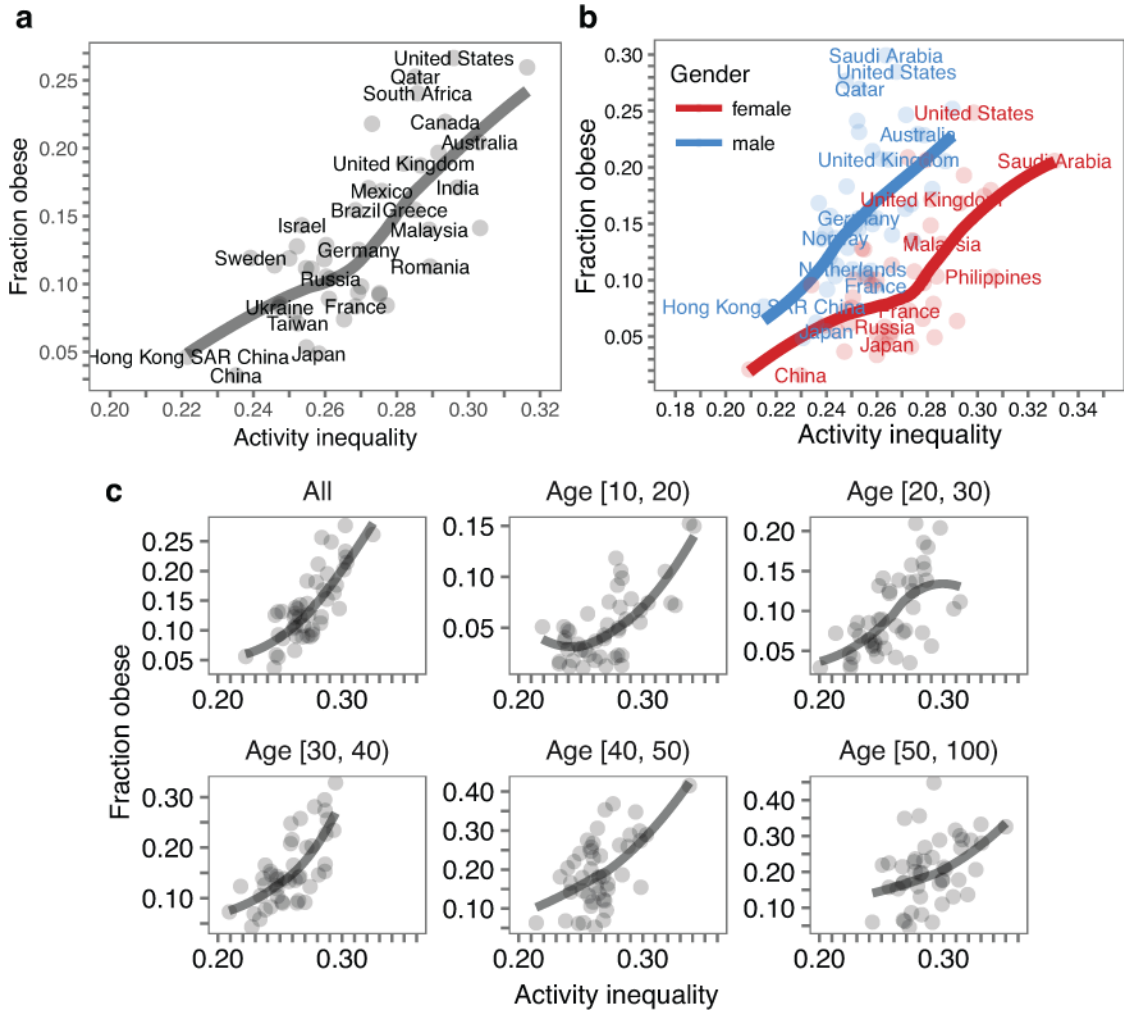 a
Fraction obese
0.25
0.20
0.15
0.10
0.05
United States
Qatar
South Africa
Canada
Australia
United Kingdom
Mexico
India
Brazil
Greece
Israel
Malaysia
Sweden
Germany
Romania
Russia
Ukraine
France
Taiwan
Hong Kong SAR China
Japan
China
0.20 0.22 0.24 0.26 0.28 0.30 0.32
Activity inequality
b
Fraction obese
0.30
0.25
0.20
0.15
0.10
0.05
Gender
female
male
Saudi Arabia
United States
Qatar
United States
Australia
United Kingdom
Saudi Arabia
United Kingdom
Germany
Norway
Malaysia
Netherlands
Philippines
France
Hong Kong SAR China
France
Japan
Russia
Japan
China
0.18 0.20 0.22 0.24 0.26 0.28 0.30 0.32 0.34
Activity inequality
c
Fraction obese
All
0.25
0.20
0.15
0.10
0.05
0.20 0.30
Age [10, 20)
0.15
0.10
0.05
0.20 0.30
Age [20, 30)
0.20
0.15
0.10
0.05
0.20 0.30
Age [30, 40)
0.30
0.20
0.10
0.20 0.30
Age [40, 50)
0.40
0.30
0.20
0.10
0.20 0.30
Age [50, 100)
0.40
0.30
0.20
0.10
0.20 0.30
Activity inequality